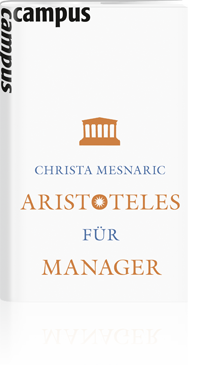 campus
campus
CHRISTA MESNARIC
ARISTOTELES
FÜR
MANAGER